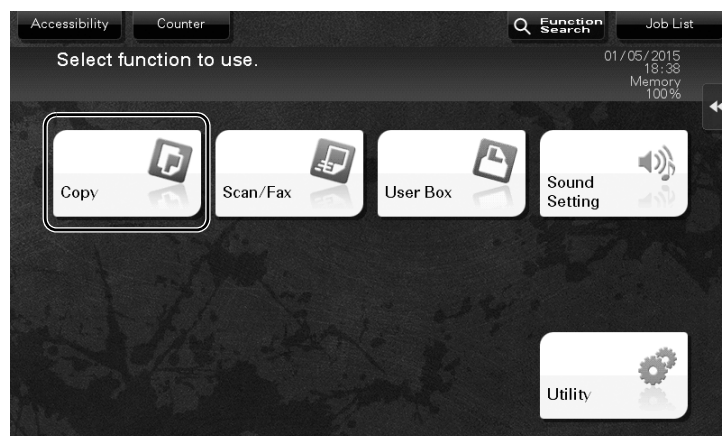 Accessibility
Counter
Function
Search
Job List
Select function to use.
01/05/2015
18:38
Memory
100%
Copy
Scan/Fax
User Box
Sound
Setting
Utility